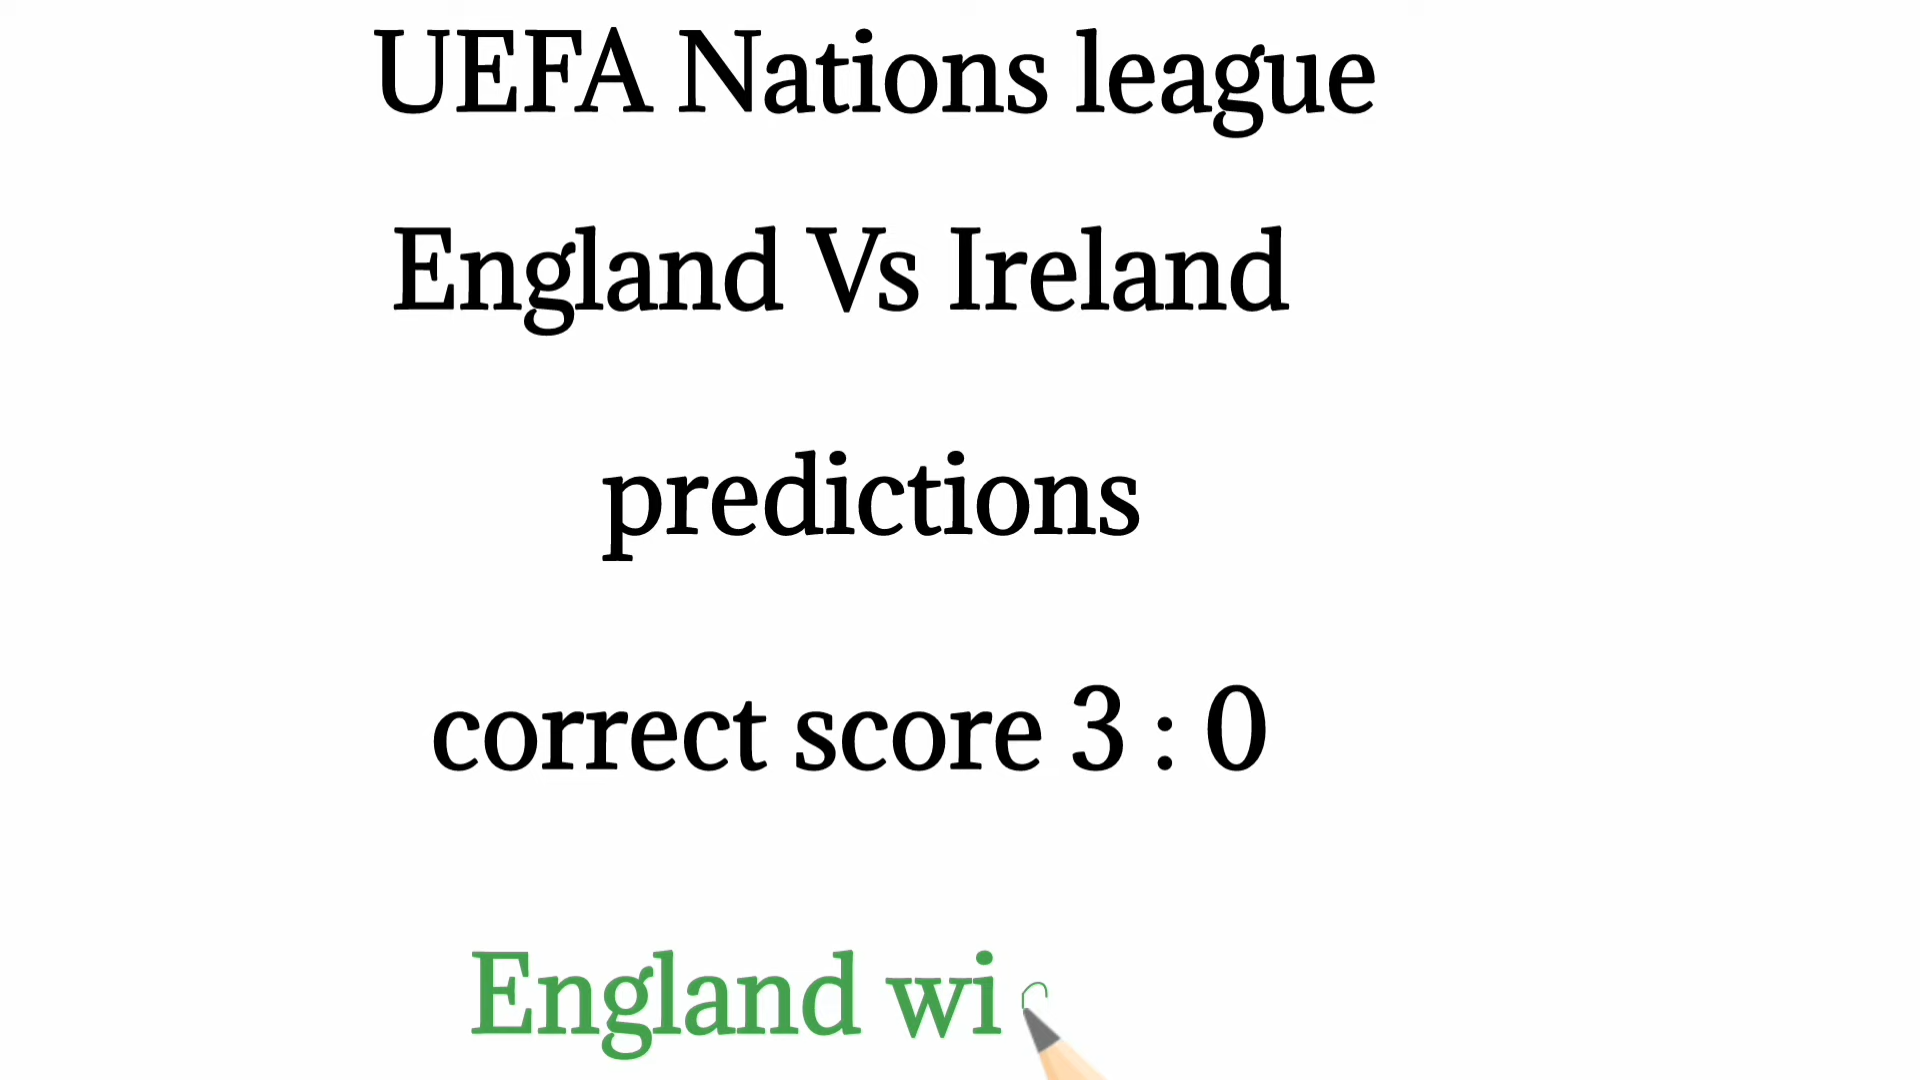 UEFA Nations league
England Vs Ireland
predictions
correct score 3 : 0
England wi